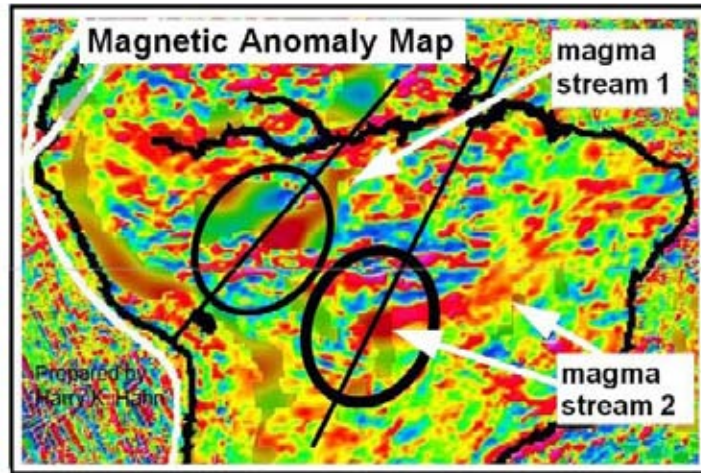 Magnetic Anomaly Map
magma
stream 1
Prepared by
Harry K. Hahn
magma
stream 2